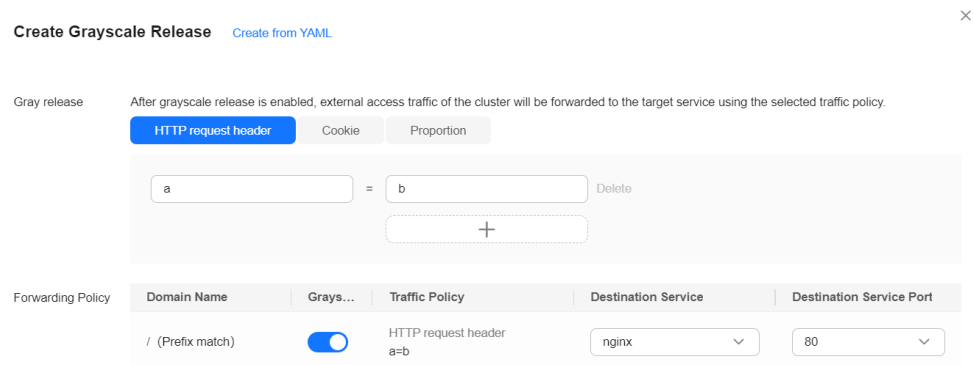 Create Grayscale Release Create from YAML
Gray release After grayscale release is enabled, external access traffic of the cluster will be forwarded to the target service using the selected traffic policy.
HTTP request header Cookie Proportion
a = b Delete
Forwarding Policy Domain Name Grays... Traffic Policy Destination Service Destination Service Port
/ (Prefix match) HTTP request header nginx 80
a=b